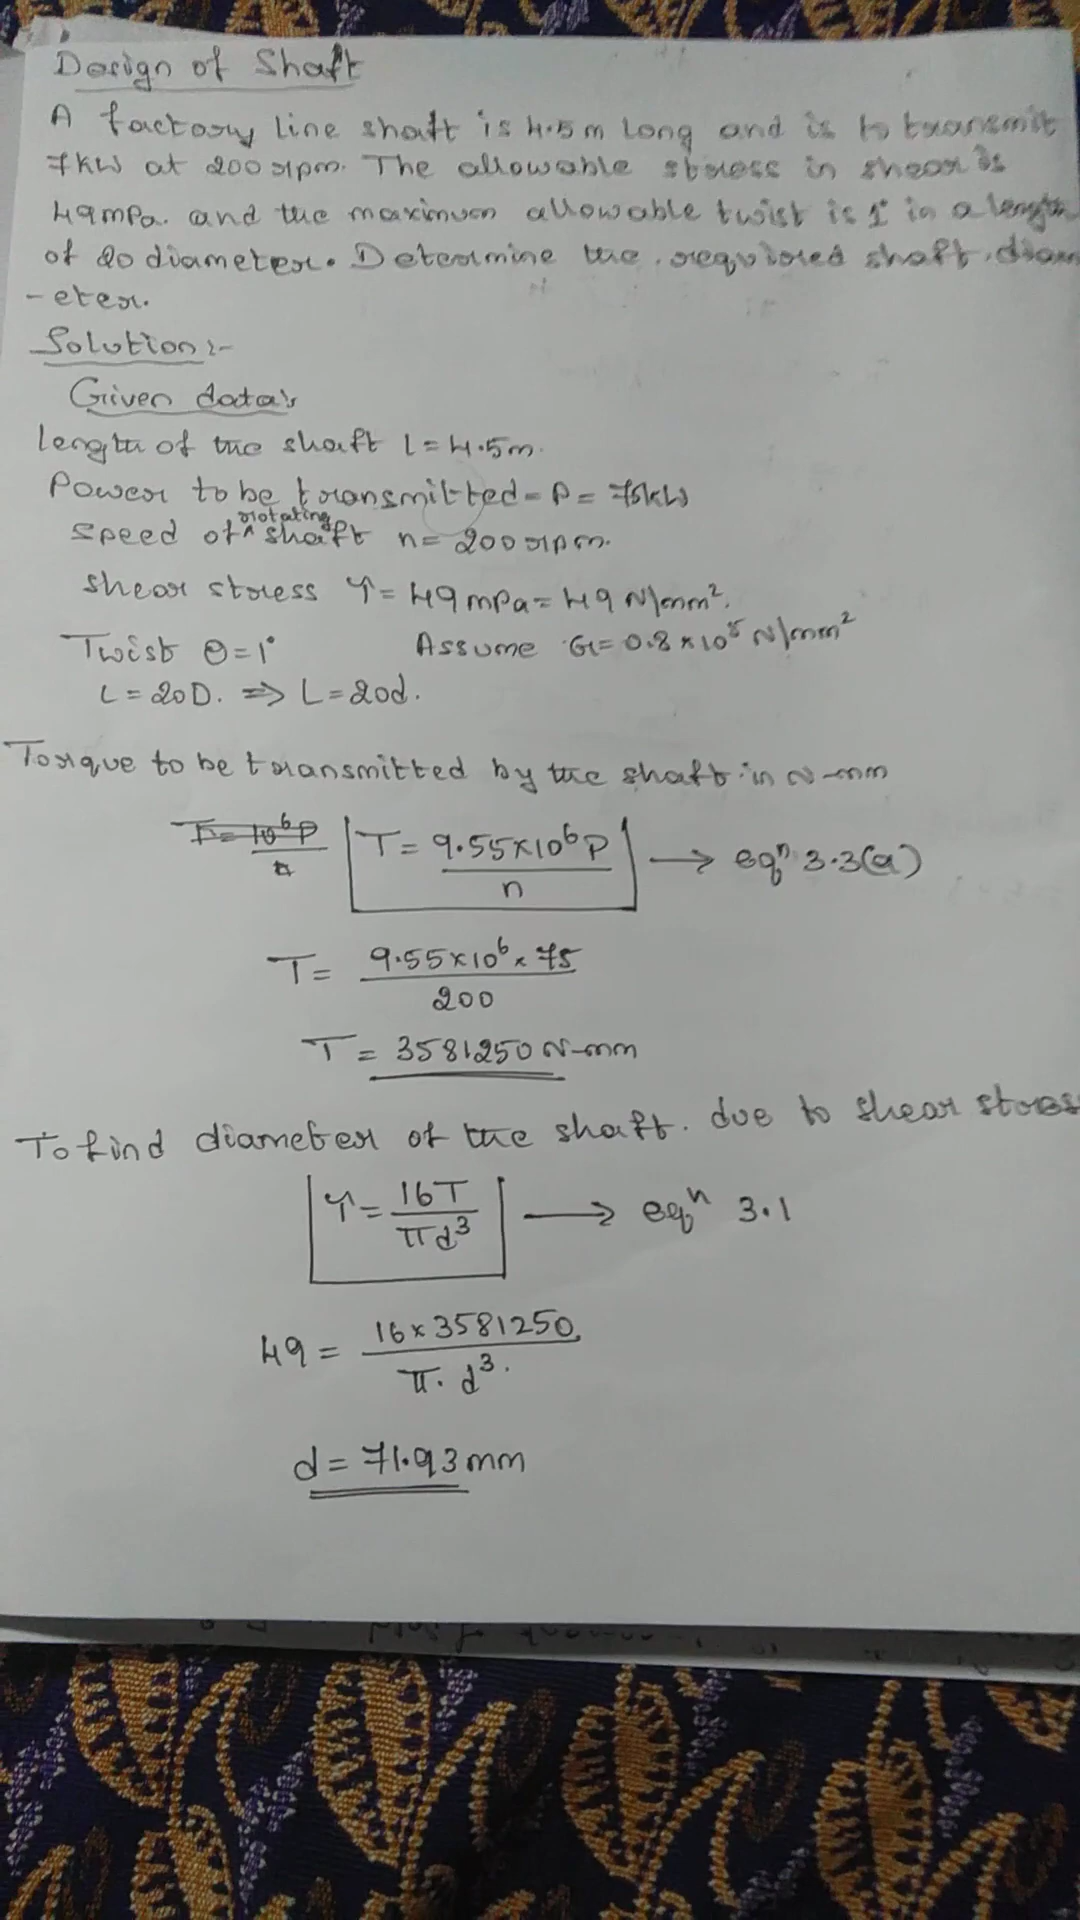 Design of Shaft
A factory line shaft is 4.5m long and is to transmit
7kW at 200 rpm. The allowable stress in shear is
49mPa. and the maximum allowable twist is 1° in a length
of 20 diameter. Determine the required shaft diam
-eter.
Solution:-
Given data's
length of the shaft l = 4.5m.
Power to be transmitted = P = 75kW
speed of rotating shaft n = 200 rpm.
shear stress τ = 49 mPa = 49 N/mm².
Twist θ = 1° Assume G = 0.8 × 10⁵ N/mm²
L = 20D. ⇒ L = 20d.
Torque to be transmitted by the shaft in N-mm
T = 10⁶P / n T = 9.55×10⁶ P / n → eqⁿ 3.3(a)
T = 9.55×10⁶ × 75 / 200
T = 3581250 N-mm
To find diameter of the shaft. due to shear stress
τ = 16T / πd³ → eqⁿ 3.1
49 = 16 × 3581250 / π. d³.
d = 71.93 mm